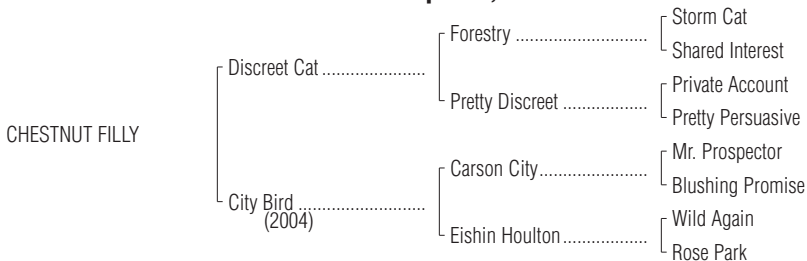 Storm Cat
Forestry
Shared Interest
Discreet Cat
Private Account
Pretty Discreet
Pretty Persuasive
CHESTNUT FILLY
Mr. Prospector
Carson City
Blushing Promise
City Bird
(2004)
Wild Again
Eishin Houlton
Rose Park